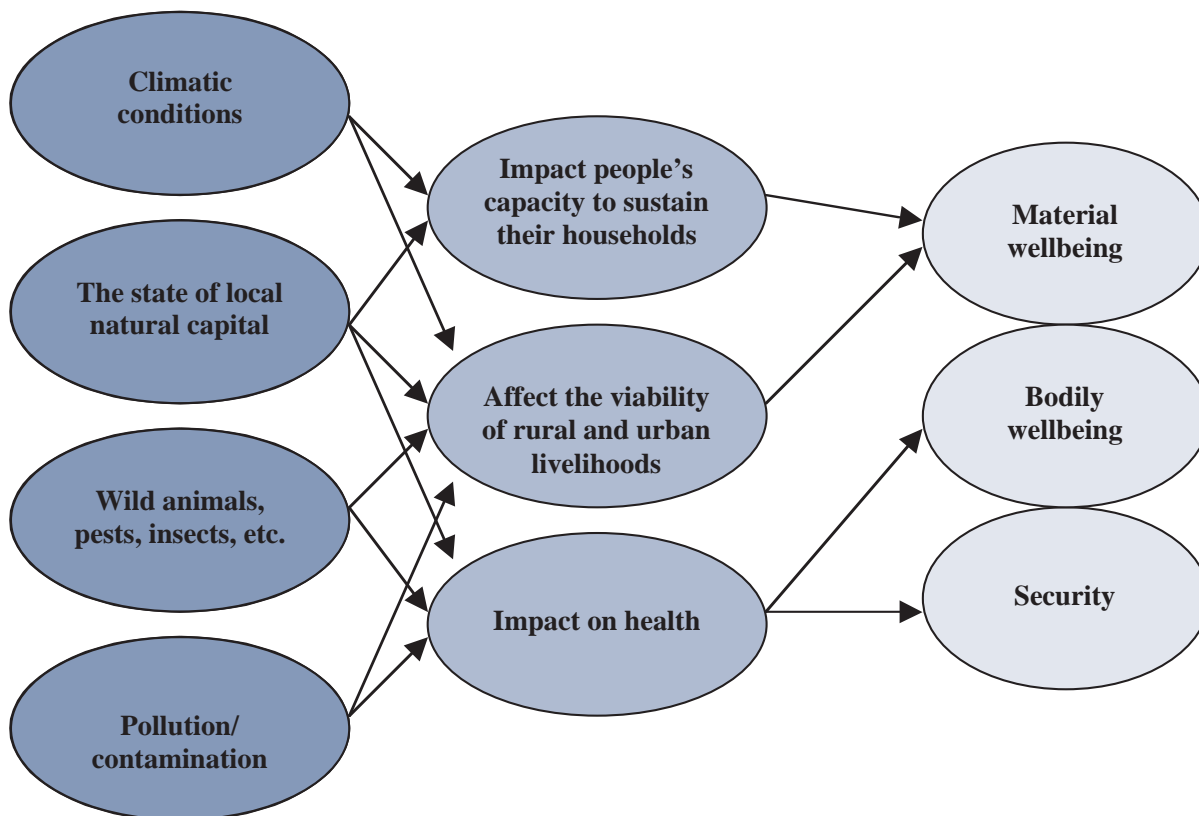 Climatic
conditions
The state of local
natural capital
Wild animals,
pests, insects, etc.
Pollution/
contamination
Impact people’s
capacity to sustain
their households
Affect the viability
of rural and urban
livelihoods
Impact on health
Material
wellbeing
Bodily
wellbeing
Security